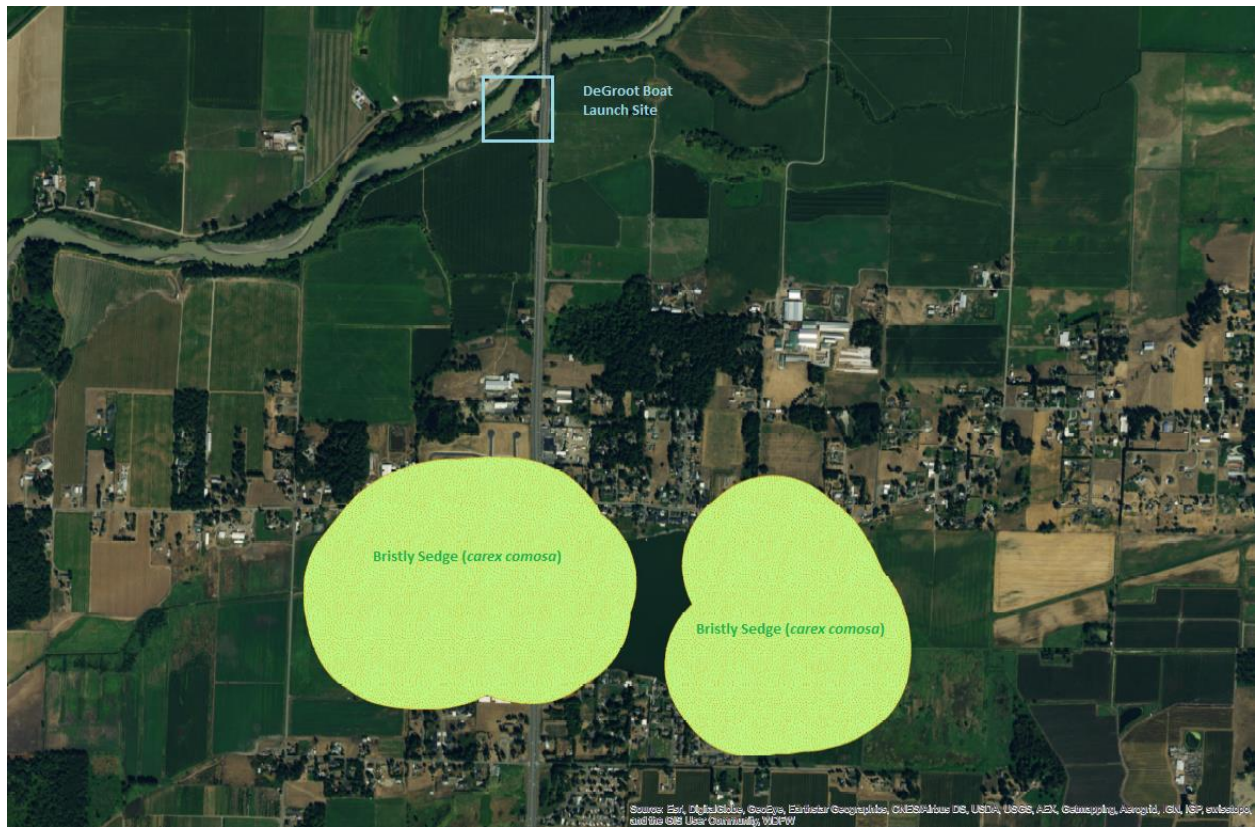 DeGroot Boat
Launch Site
Bristly Sedge (carex comosa)
Bristly Sedge (carex comosa)
Source: Esri, DigitalGlobe, GeoEye, Earthstar Geographics, CNES/Airbus DS, USDA, USGS, AEX, Getmapping, Aerogrid, IGN, IGP, swisstopo,
and the GIS User Community, WDFW